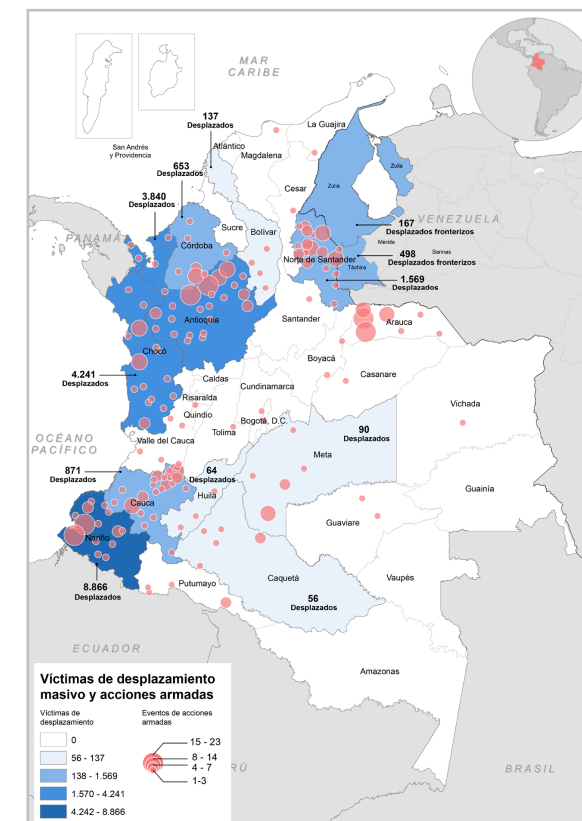 MAR
CARIBE
San Andrés
y Providencia
137
Desplazados
La Guajira
Atlántico
Magdalena
653
Desplazados
Zulia
Zulia
Cesar
3.840
Desplazados
Sucre
Bolívar
167
Desplazados fronterizos
VENEZUELA
PANAMÁ
Córdoba
Mérida
Barinas
498
Desplazados fronterizos
Norte de Santander
Táchira
1.569
Desplazados
Antioquia
Santander
Arauca
Chocó
Boyacá
4.241
Desplazados
Caldas
Cundinamarca
Casanare
Risaralda
Quindio
Vichada
Bogotá, D.C.
Tolima
90
Desplazados
OCÉANO
PACÍFICO
Valle del Cauca
Meta
871
Desplazados
64
Desplazados
Huila
Guainía
Cauca
Guaviare
Nariño
8.866
Desplazados
Putumayo
Caquetá
Vaupés
56
Desplazados
ECUADOR
Amazonas
Víctimas de desplazamiento
masivo y acciones armadas
Víctimas de
desplazamiento
Eventos de acciones
armadas
0
56 - 137
138 - 1.569
1.570 - 4.241
4.242 - 8.866
15 - 23
8 - 14
4 - 7
1-3
RÚ
BRASIL